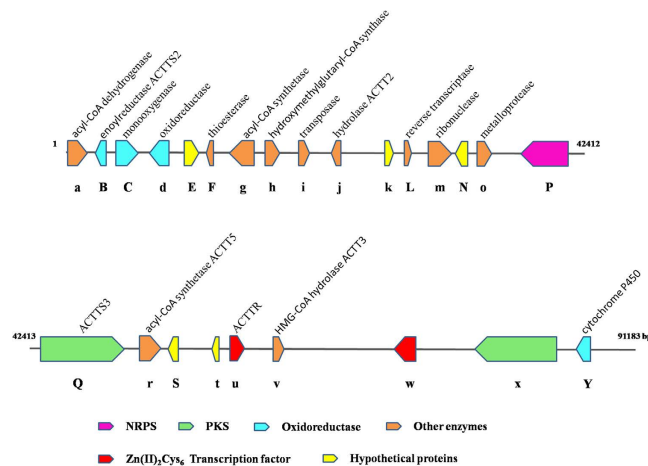 acyl-CoA dehydrogenase
enoylreductase ACTTS2
monooxygenase
oxidoreductase
thioesterase
acyl-CoA synthetase
hydroxymethylglutaryl-CoA synthase
transposase
hydrolase ACTT2
reverse transcriptase
ribonuclease
metalloprotease
1
42412
a B C d E F g h i j k L m N o P
ACTTS3
acyl-CoA synthetase ACTT5
ACTTR
HMG-CoA hydrolase ACTT3
cytochrome P450
42413
91183 bp
Q r S t u v w x Y
NRPS PKS Oxidoreductase Other enzymes
Zn(II)₂Cys₆ Transcription factor Hypothetical proteins